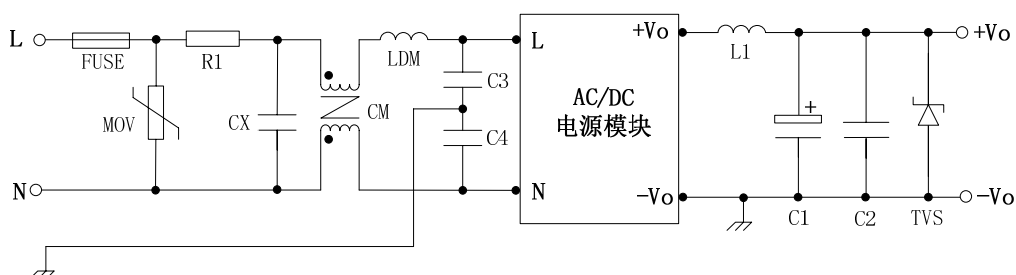 L
FUSE
R1
MOV
CX
CM
LDM
C3
C4
N
L
N
AC/DC
电源模块
+Vo
-Vo
L1
+
C1
C2
TVS
+Vo
-Vo